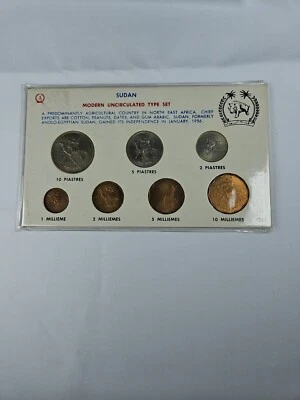 SUDAN
MODERN UNCIRCULATED TYPE SET
A PREDOMINANTLY AGRICULTURAL COUNTRY IN NORTH EAST AFRICA. CHIEF
EXPORTS ARE COTTON, PEANUTS, DATES, AND GUM ARABIC. SUDAN, FORMERLY
ANGLO-EGYPTIAN SUDAN, GAINED ITS INDEPENDENCE IN JANUARY, 1956.
10 PIASTRES
5 PIASTRES
2 PIASTRES
1 MILLIEME
2 MILLIEMES
5 MILLIEMES
10 MILLIEMES